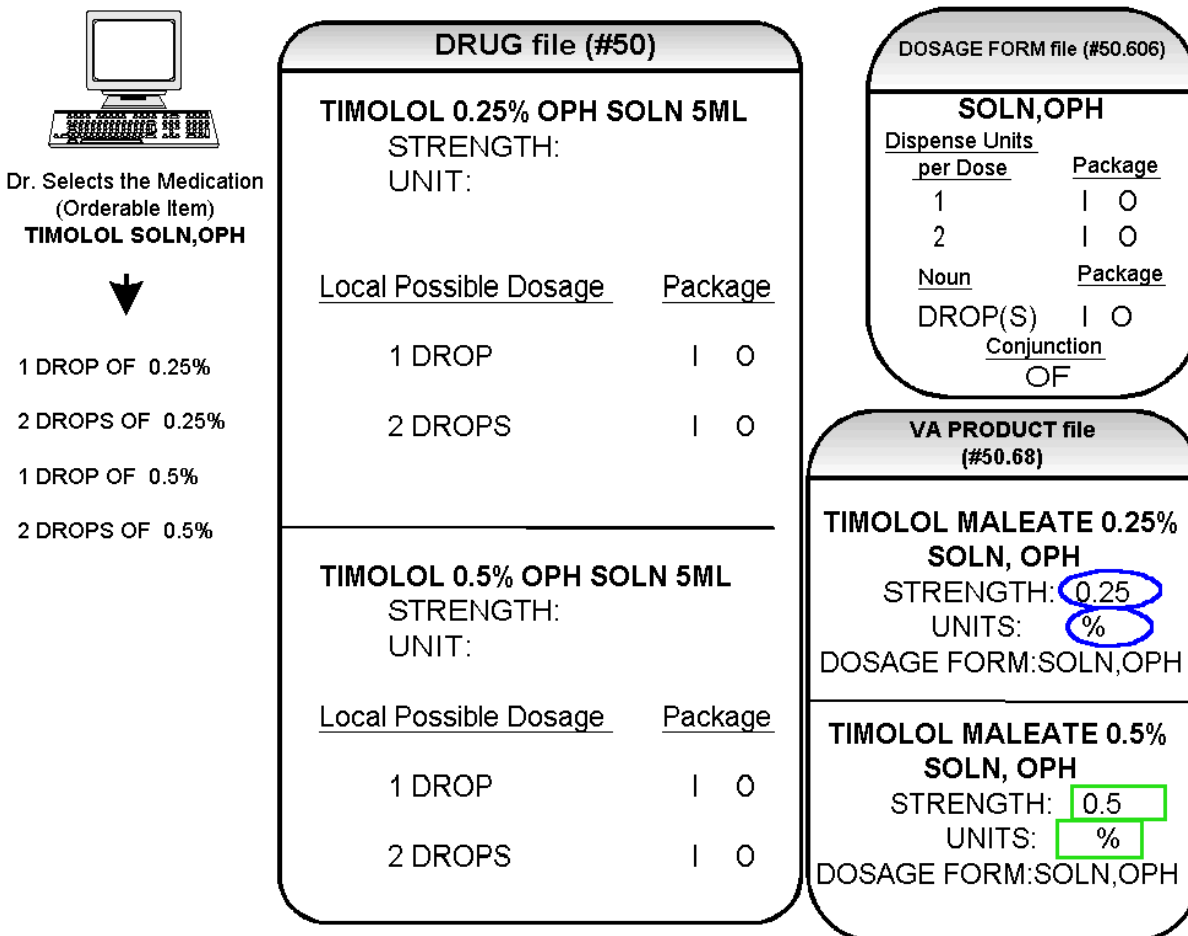 Dr. Selects the Medication
(Orderable Item)
TIMOLOL SOLN,OPH
1 DROP OF 0.25%
2 DROPS OF 0.25%
1 DROP OF 0.5%
2 DROPS OF 0.5%
DRUG file (#50)
TIMOLOL 0.25% OPH SOLN 5ML
STRENGTH:
UNIT:
Local Possible Dosage Package
1 DROP I O
2 DROPS I O
TIMOLOL 0.5% OPH SOLN 5ML
STRENGTH:
UNIT:
Local Possible Dosage Package
1 DROP I O
2 DROPS I O
DOSAGE FORM file (#50.606)
SOLN,OPH
Dispense Units
per Dose Package
1 I O
2 I O
Noun Package
DROP(S) I O
Conjunction
OF
VA PRODUCT file
(#50.68)
TIMOLOL MALEATE 0.25%
SOLN, OPH
STRENGTH: 0.25
UNITS: %
DOSAGE FORM:SOLN,OPH
TIMOLOL MALEATE 0.5%
SOLN, OPH
STRENGTH: 0.5
UNITS: %
DOSAGE FORM:SOLN,OPH